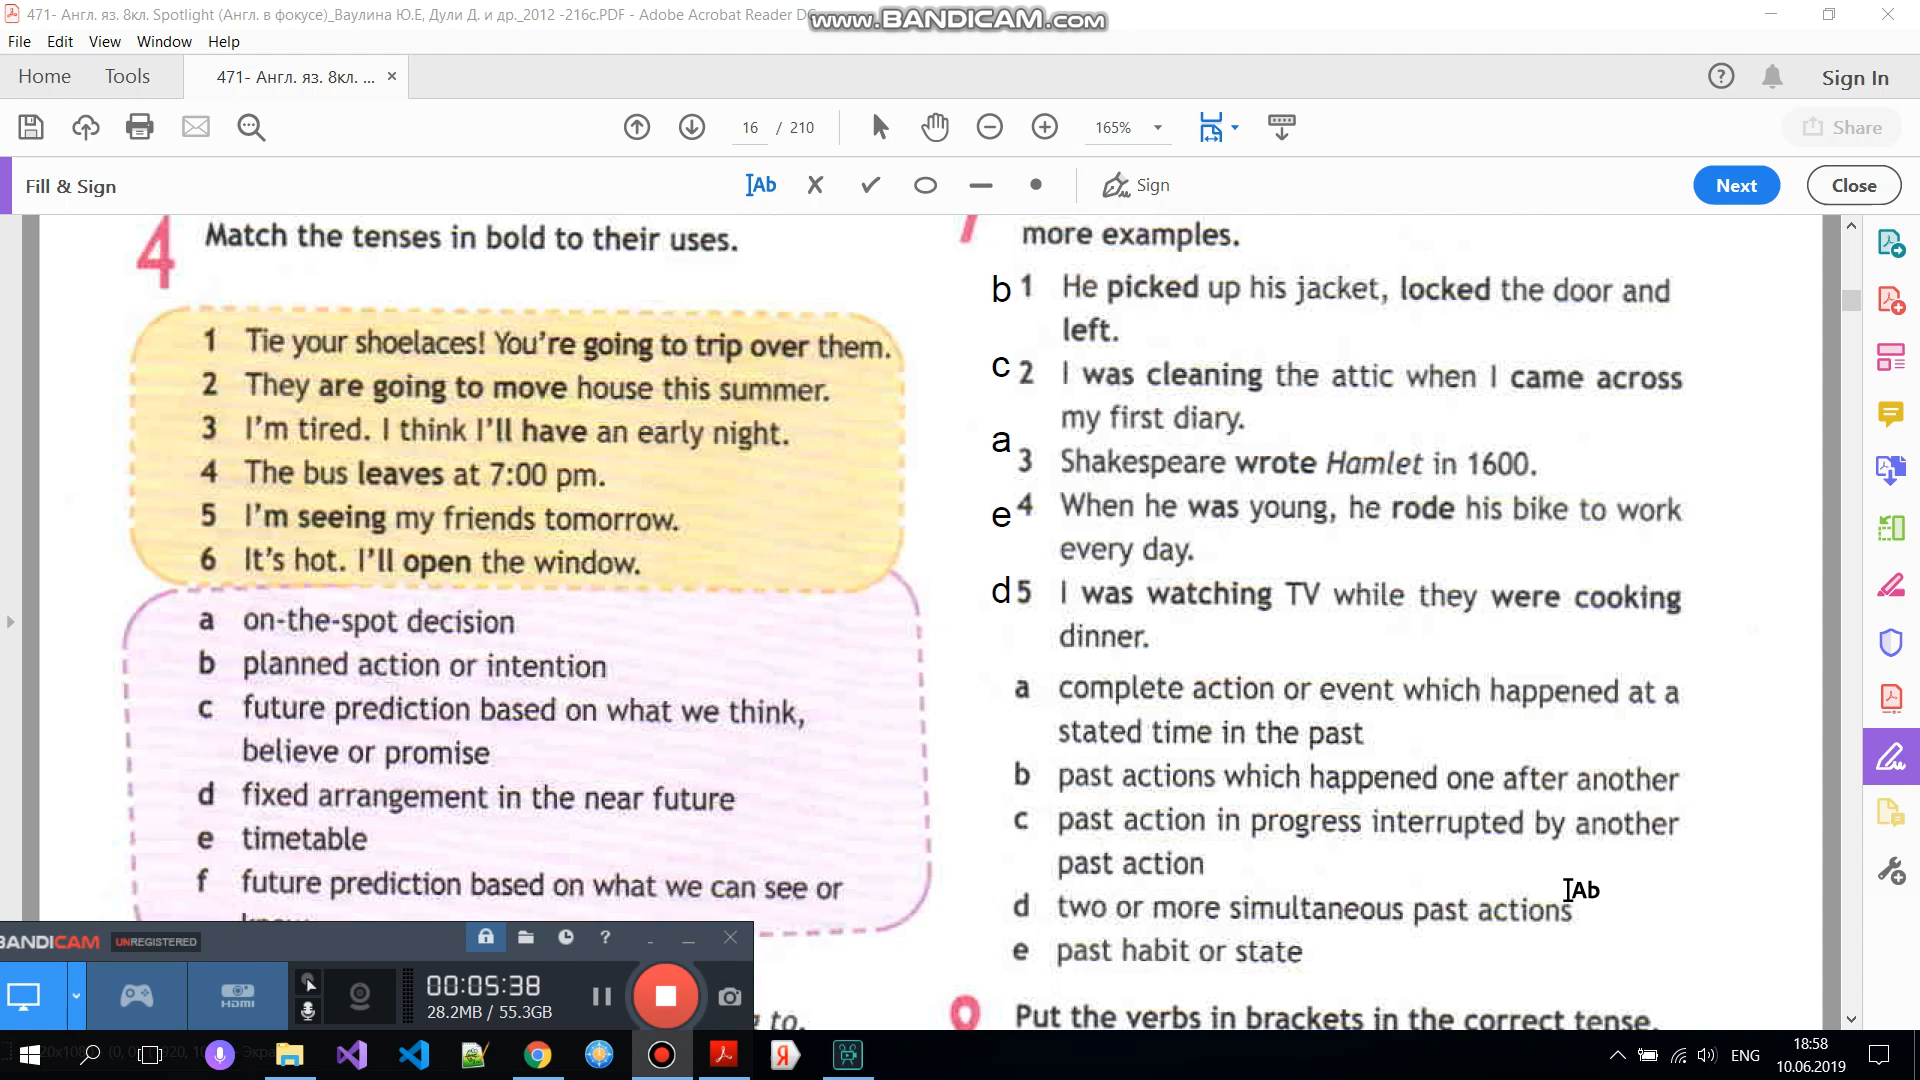 471- Англ. яз. 8кл. Spotlight (Англ. в фокусе)_Ваулина Ю.Е, Дули Д. и др._2012 -216с.PDF - Adobe Acrobat Reader DC
www.BANDICAM.com
File Edit View Window Help
Home Tools 471- Англ. яз. 8кл. ... × Sign In
16 / 210 165% Share
Fill & Sign Ab Sign Next Close
4 Match the tenses in bold to their uses.
1 Tie your shoelaces! You're going to trip over them.
2 They are going to move house this summer.
3 I'm tired. I think I'll have an early night.
4 The bus leaves at 7:00 pm.
5 I'm seeing my friends tomorrow.
6 It's hot. I'll open the window.
a on-the-spot decision
b planned action or intention
c future prediction based on what we think,
believe or promise
d fixed arrangement in the near future
e timetable
f future prediction based on what we can see or
to.
more examples.
b 1 He picked up his jacket, locked the door and
left.
c 2 I was cleaning the attic when I came across
my first diary.
a
3 Shakespeare wrote Hamlet in 1600.
e 4 When he was young, he rode his bike to work
every day.
d 5 I was watching TV while they were cooking
dinner.
a complete action or event which happened at a
stated time in the past
b past actions which happened one after another
c past action in progress interrupted by another
past action
Ab
d two or more simultaneous past actions
e past habit or state
Put the verbs in brackets in the correct tense.
BANDICAM UNREGISTERED
HDMI
00:05:38
28.2MB / 55.3GB
ENG
18:58
10.06.2019